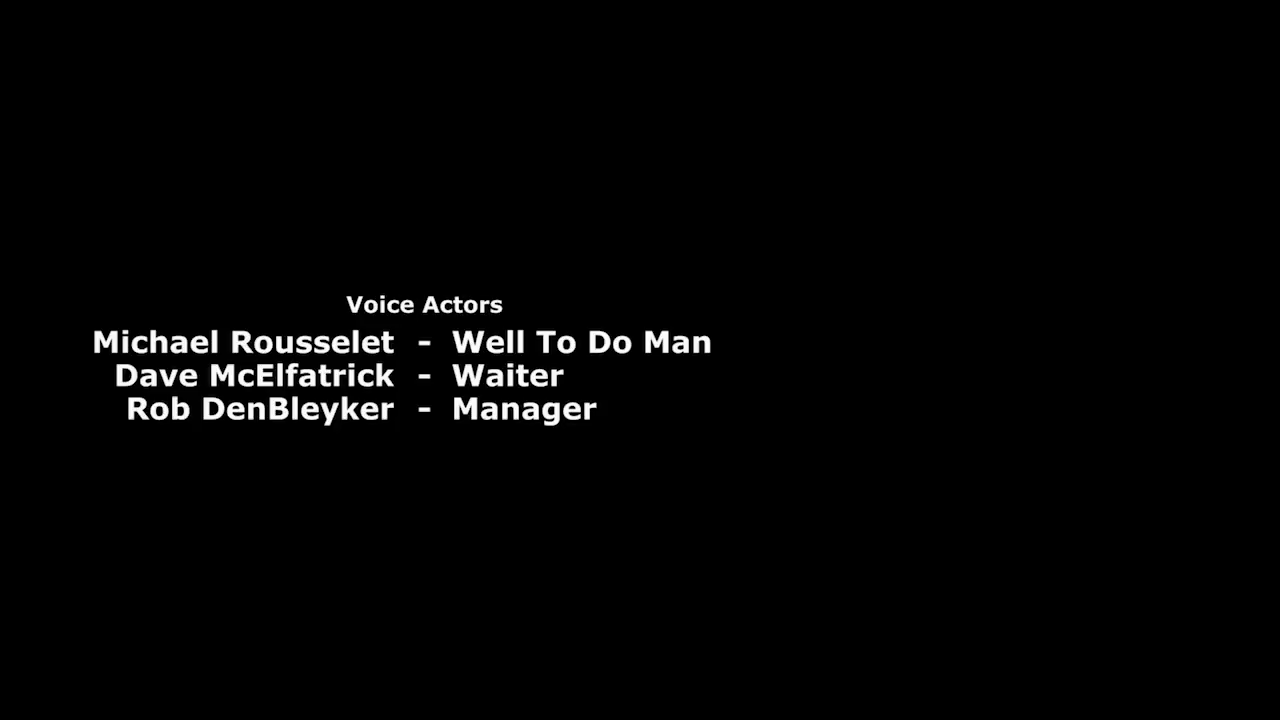 Voice Actors
Michael Rousselet - Well To Do Man
Dave McElfatrick - Waiter
Rob DenBleyker - Manager